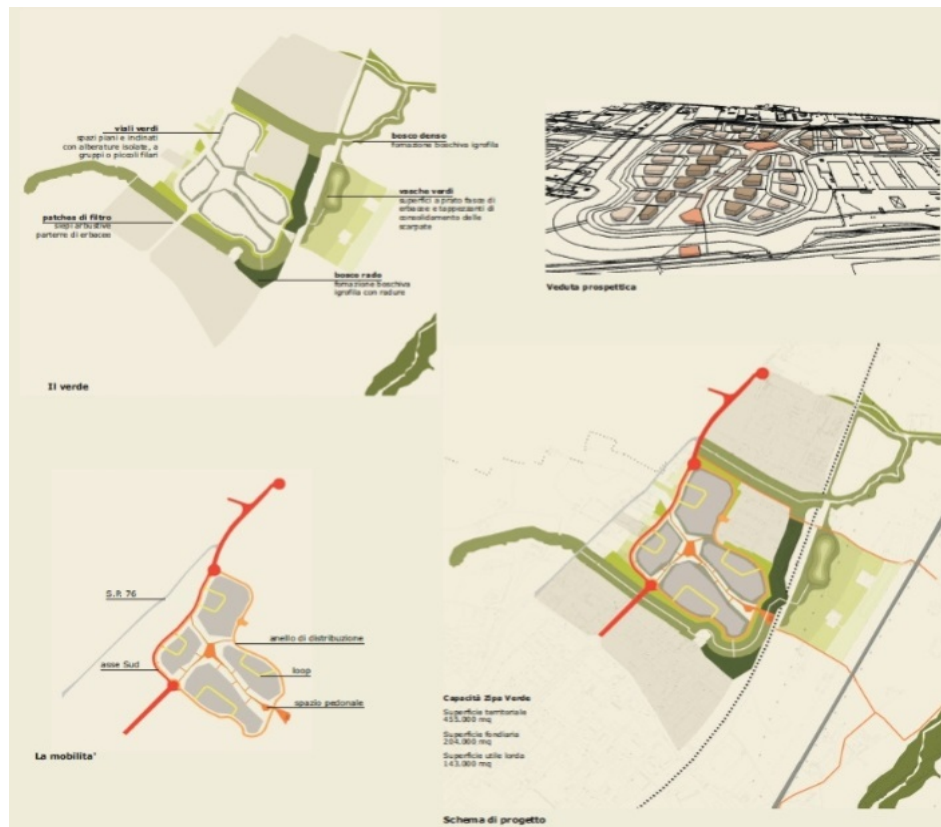 viali verdi
spazi piani e inclinati
con alberature isolate, a
gruppi o piccoli filari
bosco denso
formazione boschiva igrofila
vasche verdi
superfici a prato fasce di
erbacee e tappezzanti di
consolidamento delle
scarpate
patches di filtro
siepi arbustive
parterre di erbacee
bosco rado
formazione boschiva
igrofila con radure
Il verde
Veduta prospettica
S.P. 76
anello di distribuzione
asse Sud
loop
spazio pedonale
La mobilita'
Capacità Zipa Verde
Superficie territoriale
455.000 mq
Superficie fondiaria
204.000 mq
Superficie utile lorda
143.000 mq
Schema di progetto